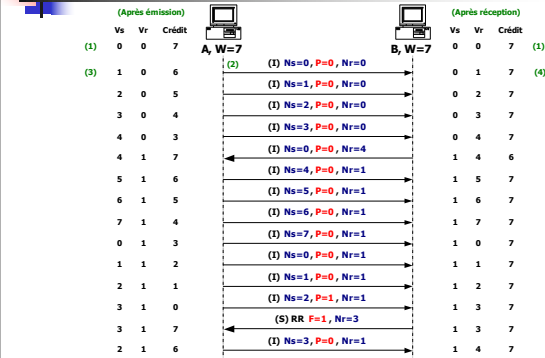 (Après émission) (Après réception)
Vs Vr Crédit Vs Vr Crédit
(1) 0 0 7 A, W=7 B, W=7 0 0 7 (1)
(2) (I) Ns=0, P=0, Nr=0
(3) 1 0 6 0 1 7 (4)
(I) Ns=1, P=0, Nr=0
2 0 5 0 2 7
(I) Ns=2, P=0, Nr=0
3 0 4 0 3 7
(I) Ns=3, P=0, Nr=0
4 0 3 0 4 7
(I) Ns=0, P=0, Nr=4
4 1 7 1 4 6
(I) Ns=4, P=0, Nr=1
5 1 6 1 5 7
(I) Ns=5, P=0, Nr=1
6 1 5 1 6 7
(I) Ns=6, P=0, Nr=1
7 1 4 1 7 7
(I) Ns=7, P=0, Nr=1
0 1 3 1 0 7
(I) Ns=0, P=0, Nr=1
1 1 2 1 1 7
(I) Ns=1, P=0, Nr=1
2 1 1 1 2 7
(I) Ns=2, P=1, Nr=1
3 1 0 1 3 7
(S) RR F=1, Nr=3
3 1 7 1 3 7
(I) Ns=3, P=0, Nr=1
2 1 6 1 4 7